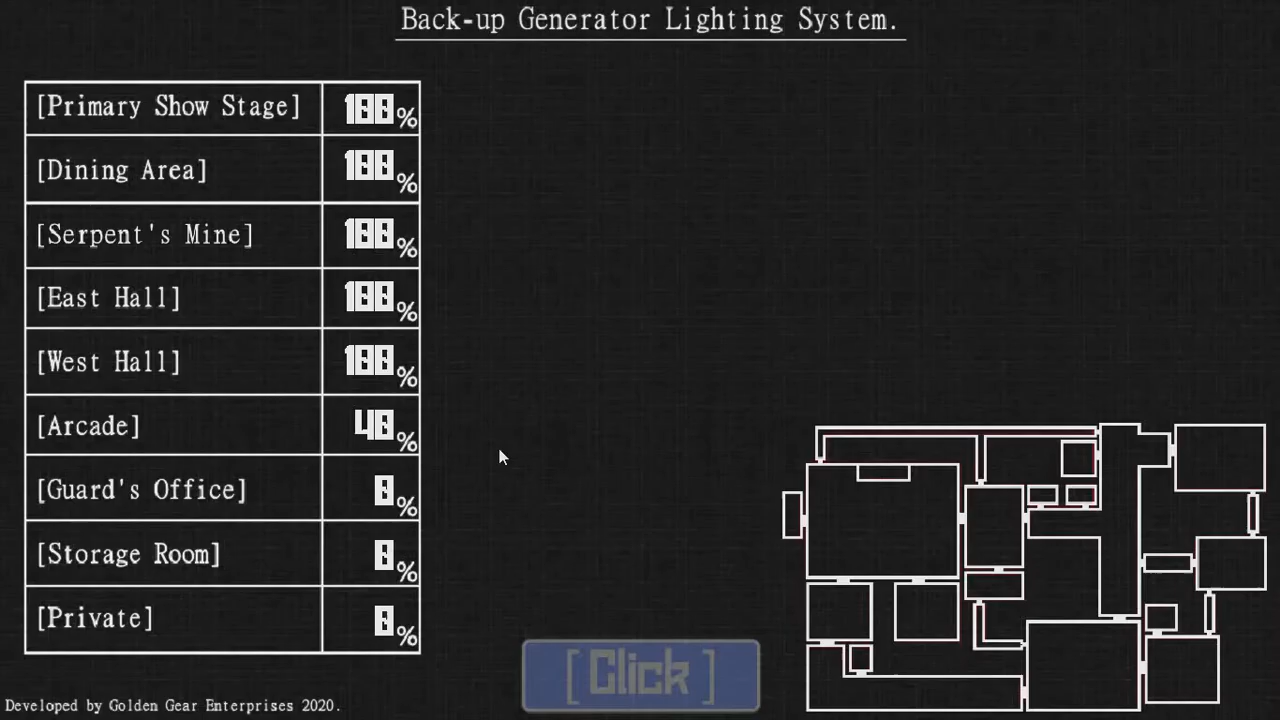 Back-up Generator Lighting System.
[Primary Show Stage] 100%
[Dining Area] 100%
[Serpent's Mine] 100%
[East Hall] 100%
[West Hall] 100%
[Arcade] 40%
[Guard's Office] 0%
[Storage Room] 0%
[Private] 0%
[Click]
Developed by Golden Gear Enterprises 2020.